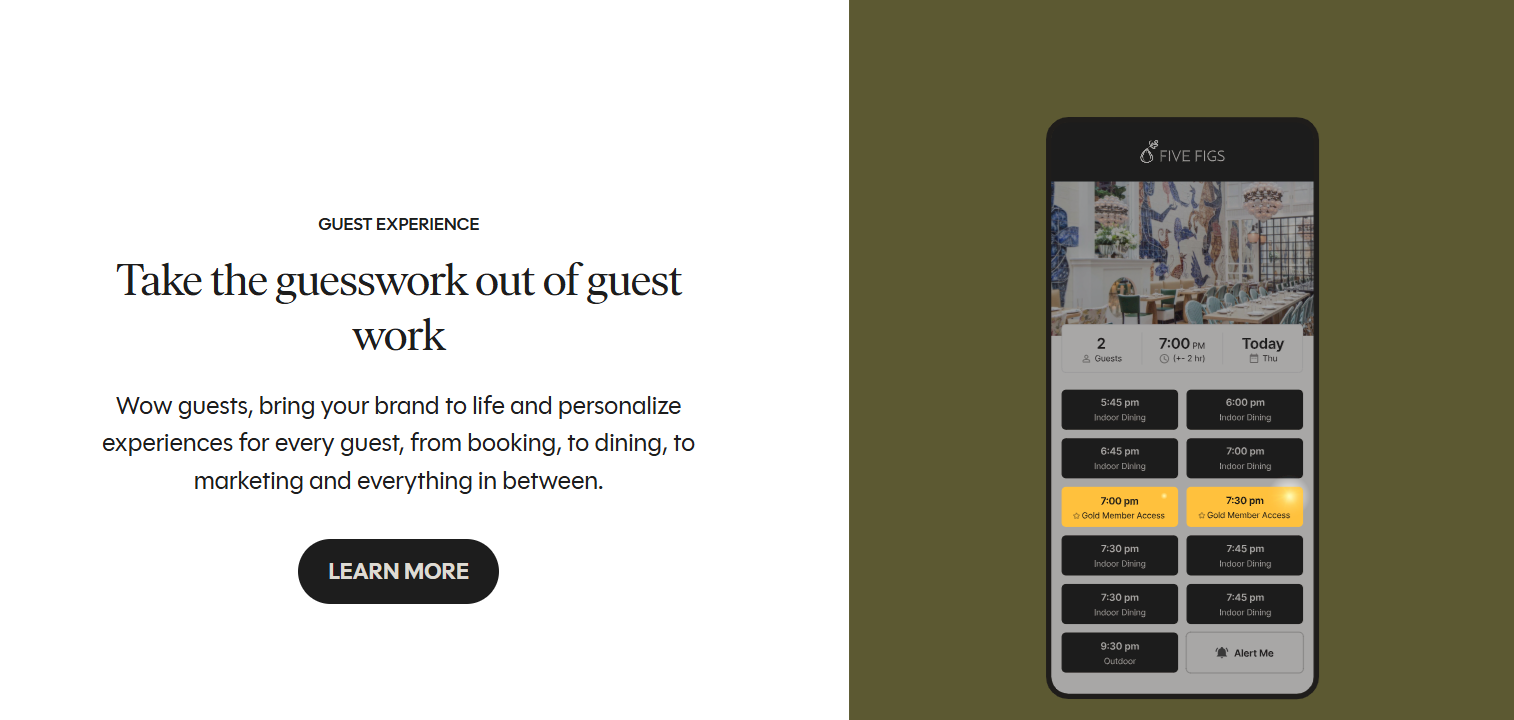 GUEST EXPERIENCE
Take the guesswork out of guest
work
Wow guests, bring your brand to life and personalize
experiences for every guest, from booking, to dining, to
marketing and everything in between.
LEARN MORE
FIVE FIGS
2 7:00 PM Today
Guests (+- 2 hr) Thu
5:45 pm 6:00 pm
Indoor Dining Indoor Dining
6:45 pm 7:00 pm
Indoor Dining Indoor Dining
7:00 pm 7:30 pm
Gold Member Access Gold Member Access
7:30 pm 7:45 pm
Indoor Dining Indoor Dining
7:30 pm 7:45 pm
Indoor Dining Indoor Dining
9:30 pm
Outdoor
Alert Me